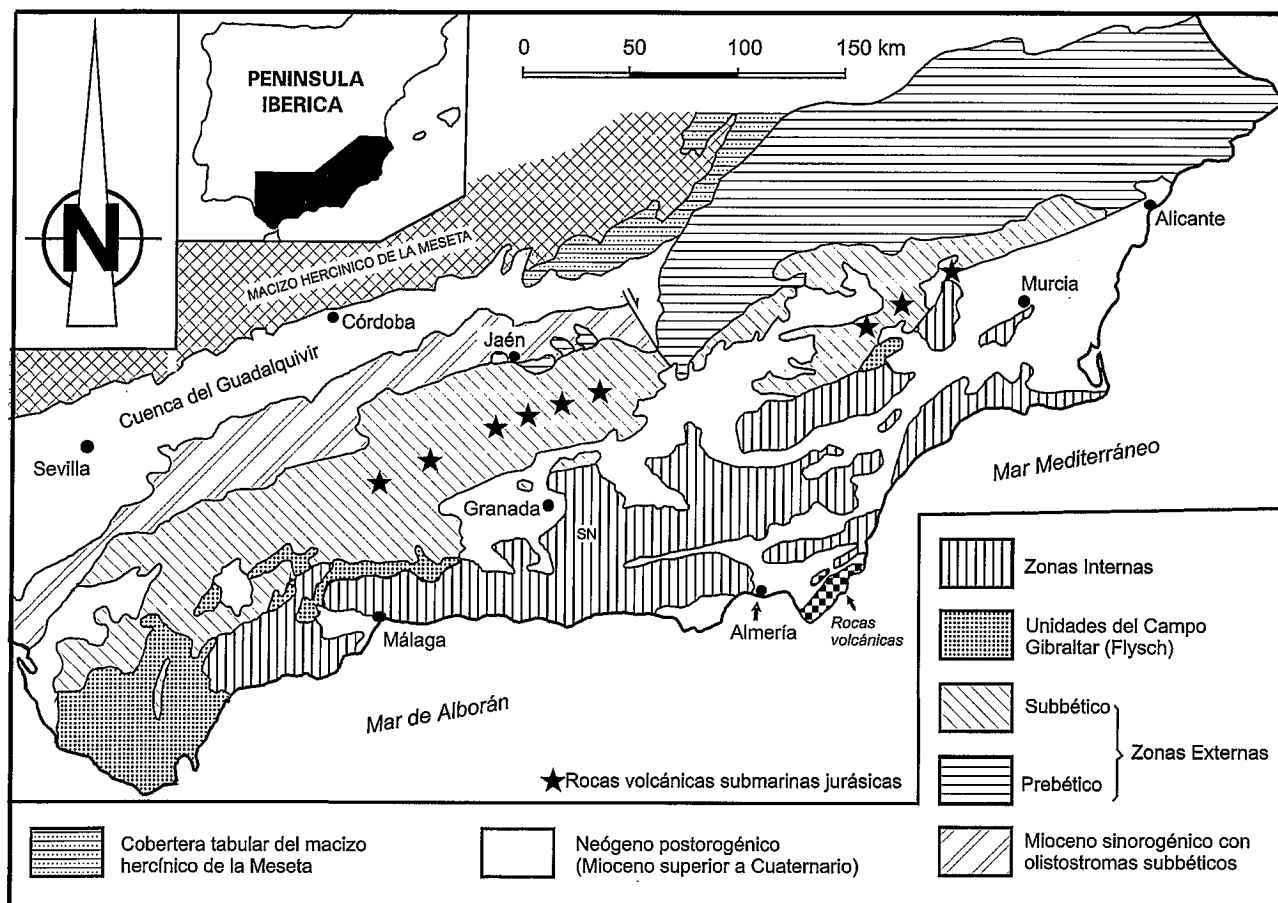 0 50 100 150 km
PENINSULA
IBERICA
N
MACIZO HERCÍNICO DE LA MESETA
Alicante
Murcia
Córdoba
Jaén
Cuenca del Guadalquivir
Sevilla
Mar Mediterráneo
Granada
SN
Málaga
Almería
Rocas
volcánicas
Mar de Alborán
Rocas volcánicas submarinas jurásicas
Zonas Internas
Unidades del Campo
Gibraltar (Flysch)
Subbético
Zonas Externas
Prebético
Cobertera tabular del macizo
hercínico de la Meseta
Neógeno postorogénico
(Mioceno superior a Cuaternario)
Mioceno sinorogénico con
olistostromas subbéticos